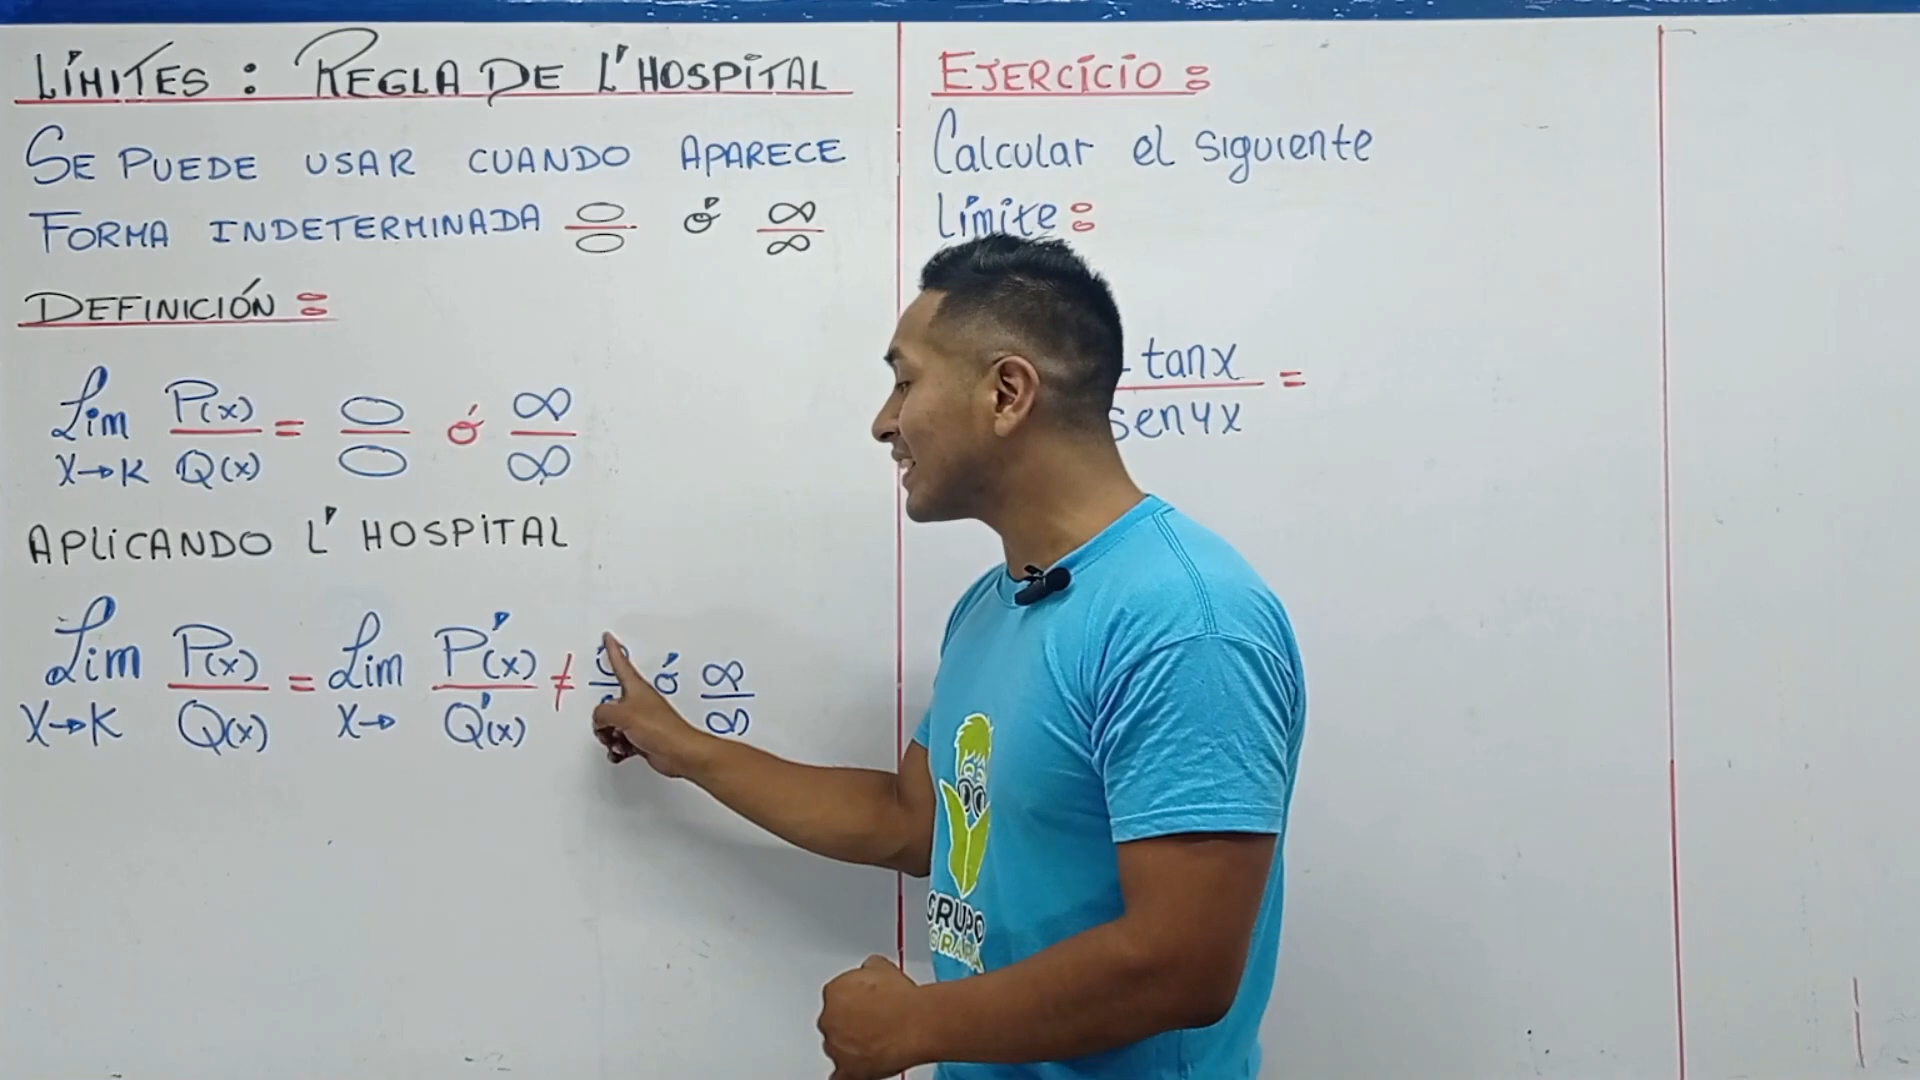 LÍMITES : REGLA DE L'HOSPITAL
SE PUEDE USAR CUANDO APARECE
FORMA INDETERMINADA 0/0 ó ∞/∞
DEFINICIÓN :
Lim x→K P(x)/Q(x) = 0/0 ó ∞/∞
APLICANDO L' HOSPITAL
Lim x→K P(x)/Q(x) = Lim x→ P'(x)/Q'(x) ≠ ó ∞/∞
EJERCICIO :
Calcular el siguiente
límite :
- tanx
sen4x
=
GRUPO